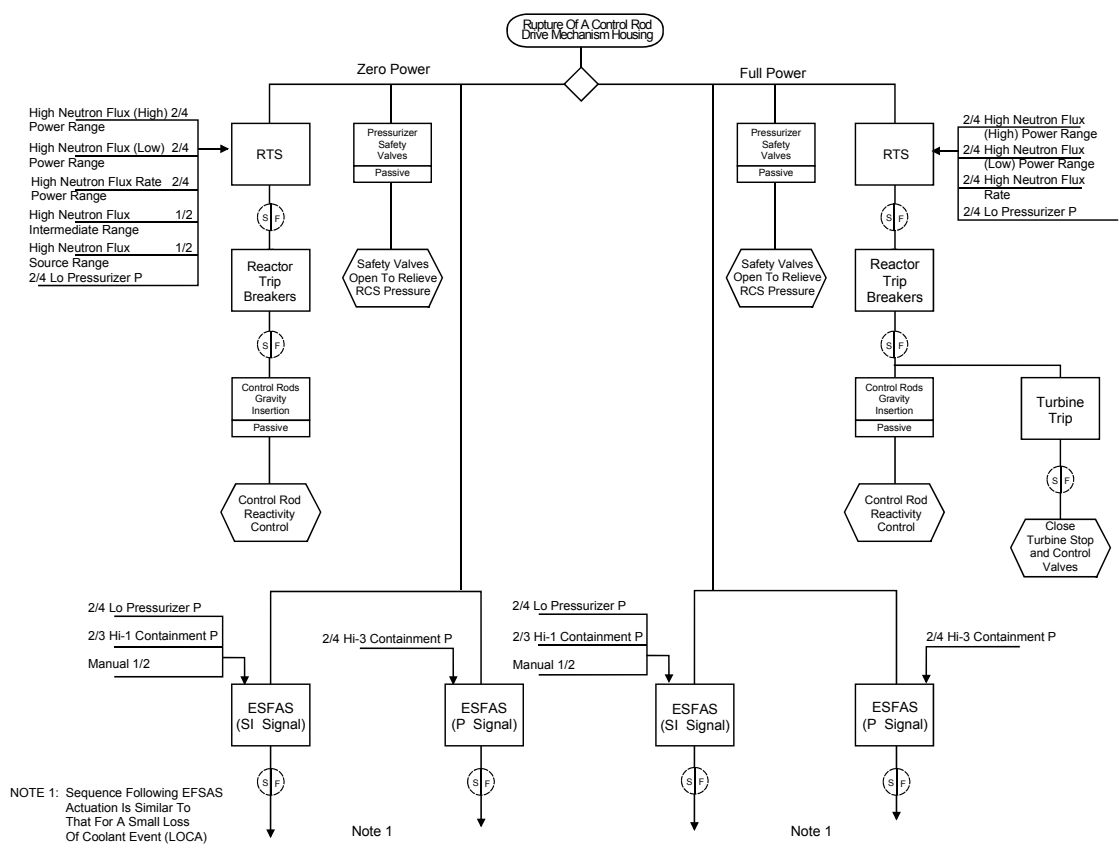 Rupture Of A Control Rod
Drive Mechanism Housing
Zero Power
Full Power
High Neutron Flux (High) 2/4
Power Range
High Neutron Flux (Low) 2/4
Power Range
High Neutron Flux Rate 2/4
Power Range
High Neutron Flux 1/2
Intermediate Range
High Neutron Flux 1/2
Source Range
2/4 Lo Pressurizer P
RTS
Pressurizer
Safety
Valves
Passive
Pressurizer
Safety
Valves
Passive
RTS
2/4 High Neutron Flux
(High) Power Range
2/4 High Neutron Flux
(Low) Power Range
2/4 High Neutron Flux
Rate
2/4 Lo Pressurizer P
S F
S F
Reactor
Trip
Breakers
Safety Valves
Open To Relieve
RCS Pressure
Safety Valves
Open To Relieve
RCS Pressure
Reactor
Trip
Breakers
S F
S F
Control Rods
Gravity
Insertion
Passive
Control Rods
Gravity
Insertion
Passive
Turbine
Trip
S F
Control Rod
Reactivity
Control
Control Rod
Reactivity
Control
Close
Turbine Stop
and Control
Valves
2/4 Lo Pressurizer P
2/3 Hi-1 Containment P
Manual 1/2
2/4 Hi-3 Containment P
2/4 Lo Pressurizer P
2/3 Hi-1 Containment P
Manual 1/2
2/4 Hi-3 Containment P
ESFAS
(SI Signal)
ESFAS
(P Signal)
ESFAS
(SI Signal)
ESFAS
(P Signal)
S F
S F
S F
S F
NOTE 1: Sequence Following EFSAS
Actuation Is Similar To
That For A Small Loss
Of Coolant Event (LOCA)
Note 1
Note 1